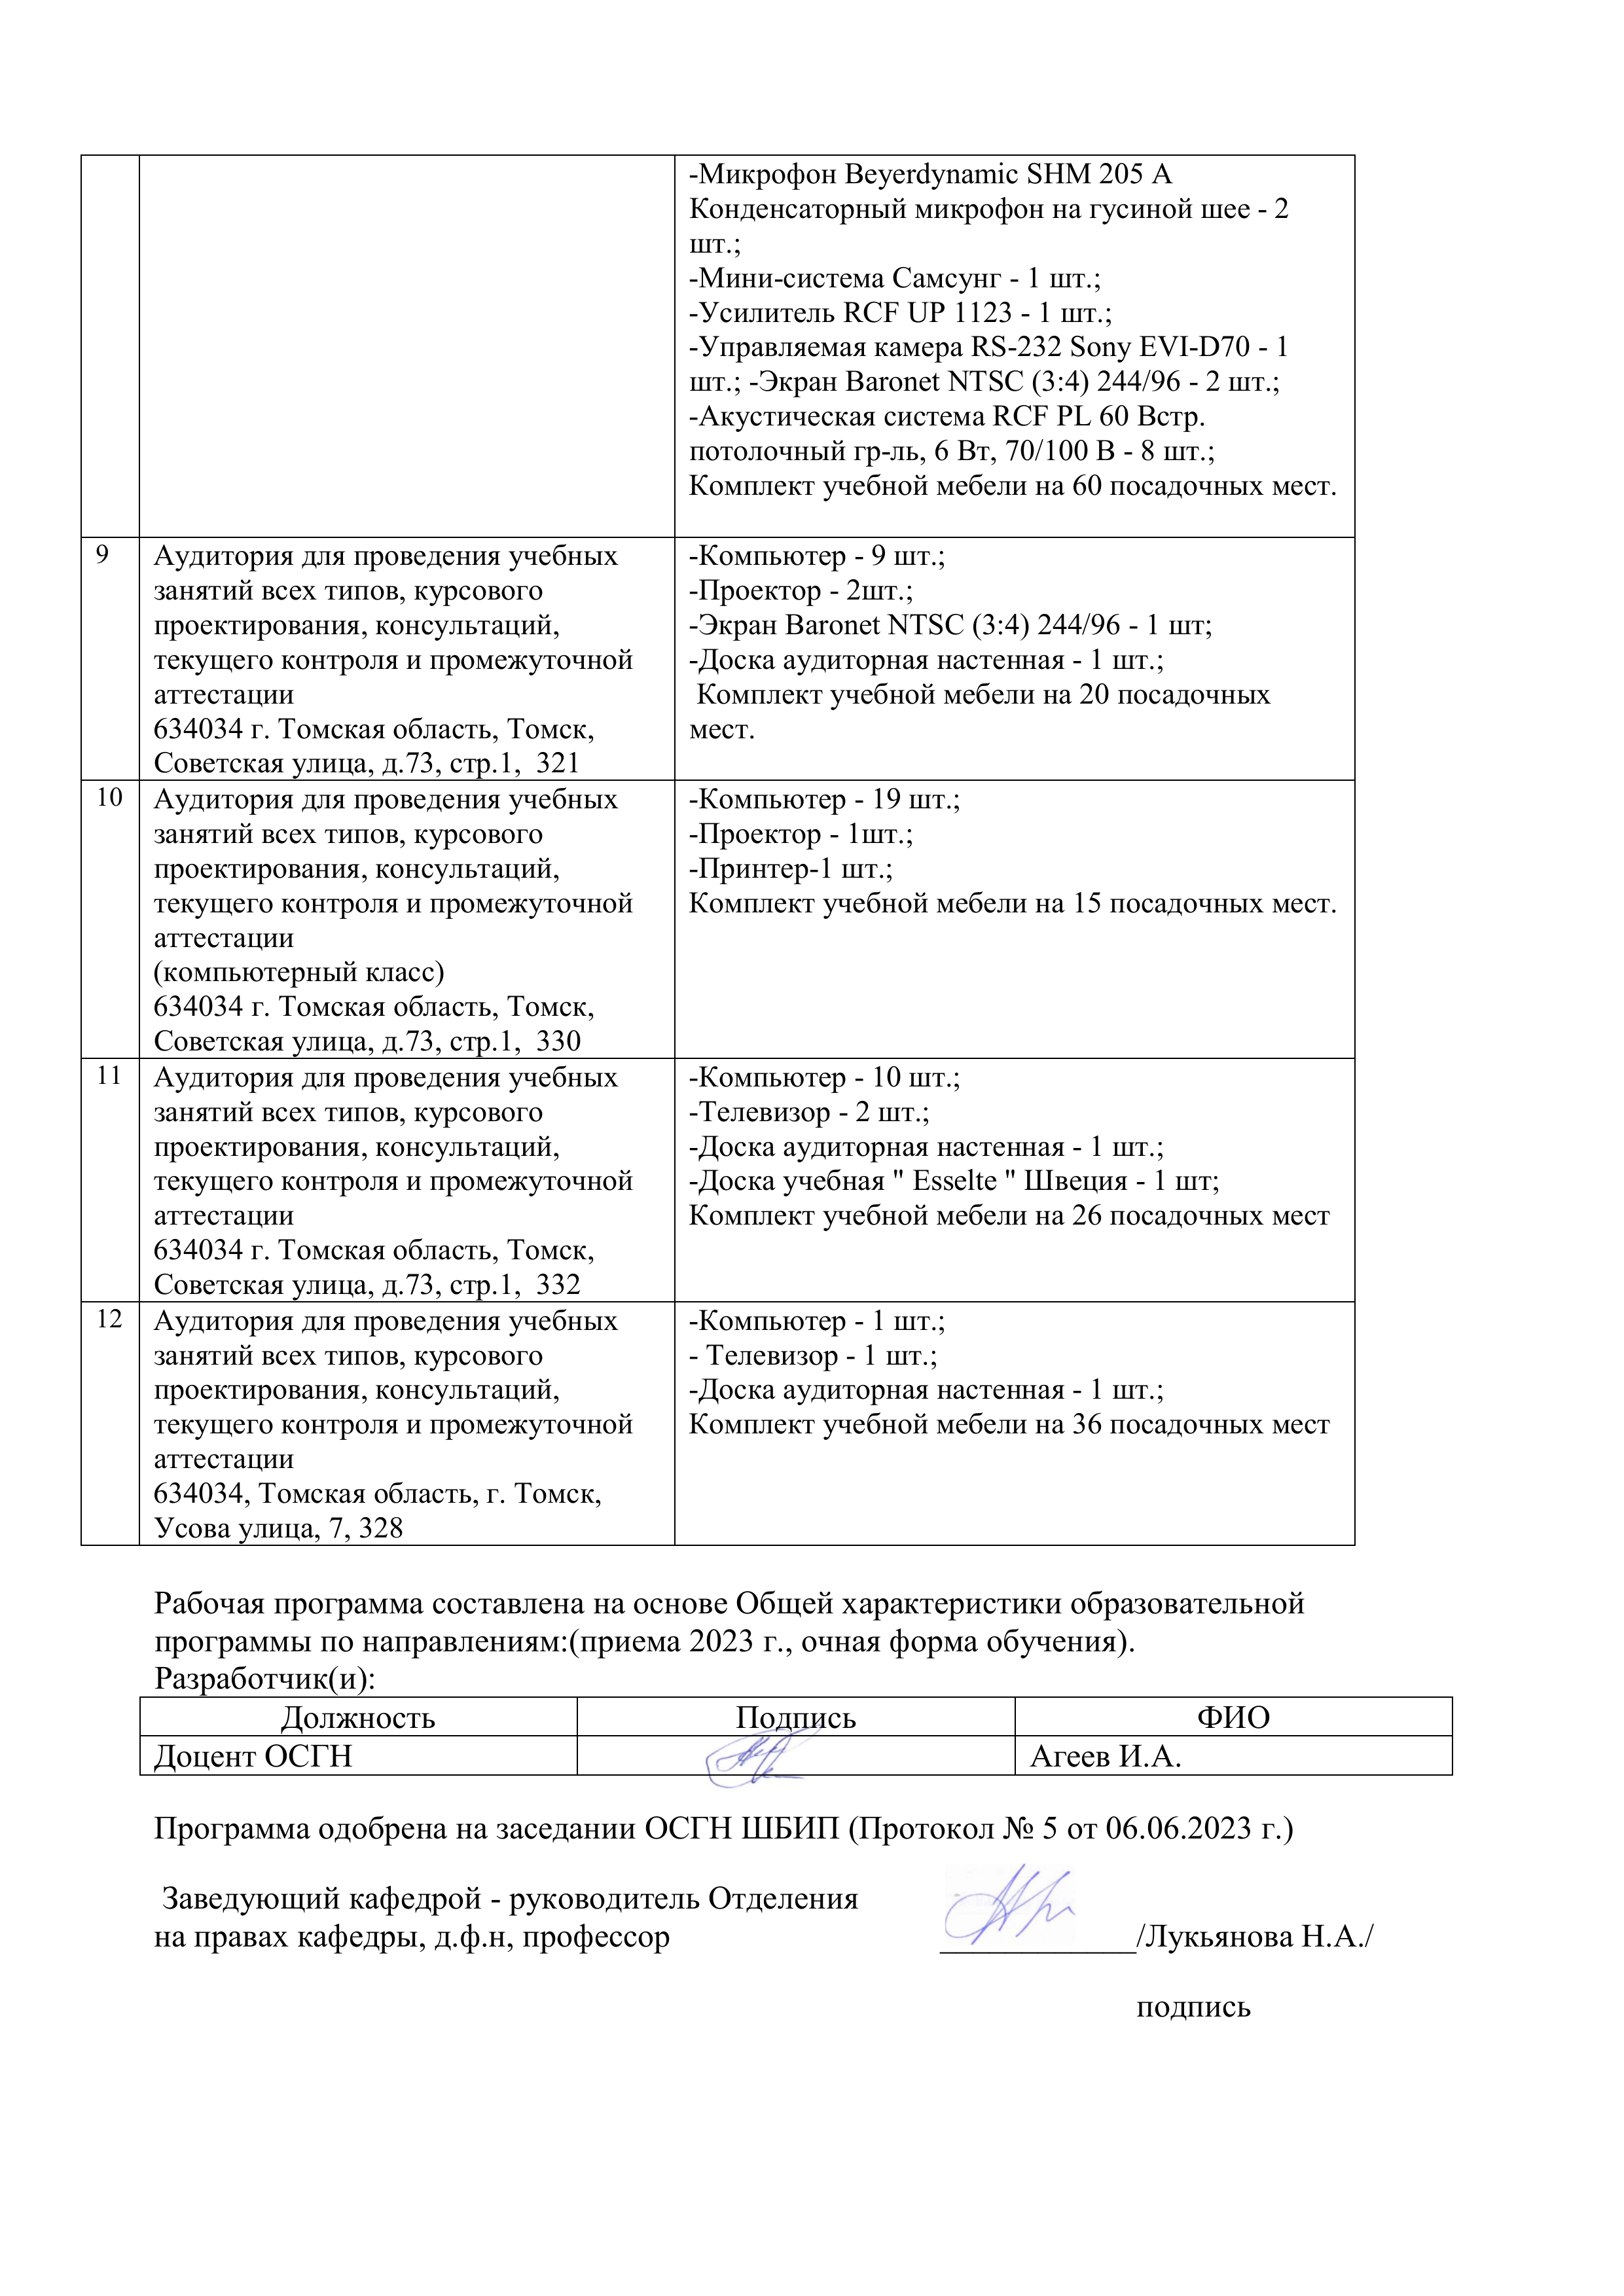 -Микрофон Beyerdynamic SHM 205 A
Конденсаторный микрофон на гусиной шее - 2
шт.;
-Мини-система Самсунг - 1 шт.;
-Усилитель RCF UP 1123 - 1 шт.;
-Управляемая камера RS-232 Sony EVI-D70 - 1
шт.; -Экран Baronet NTSC (3:4) 244/96 - 2 шт.;
-Акустическая система RCF PL 60 Встр.
потолочный гр-ль, 6 Вт, 70/100 В - 8 шт.;
Комплект учебной мебели на 60 посадочных мест.
9
Аудитория для проведения учебных
занятий всех типов, курсового
проектирования, консультаций,
текущего контроля и промежуточной
аттестации
634034 г. Томская область, Томск,
Советская улица, д.73, стр.1, 321
-Компьютер - 9 шт.;
-Проектор - 2шт.;
-Экран Baronet NTSC (3:4) 244/96 - 1 шт;
-Доска аудиторная настенная - 1 шт.;
Комплект учебной мебели на 20 посадочных
мест.
10
Аудитория для проведения учебных
занятий всех типов, курсового
проектирования, консультаций,
текущего контроля и промежуточной
аттестации
(компьютерный класс)
634034 г. Томская область, Томск,
Советская улица, д.73, стр.1, 330
-Компьютер - 19 шт.;
-Проектор - 1шт.;
-Принтер-1 шт.;
Комплект учебной мебели на 15 посадочных мест.
11
Аудитория для проведения учебных
занятий всех типов, курсового
проектирования, консультаций,
текущего контроля и промежуточной
аттестации
634034 г. Томская область, Томск,
Советская улица, д.73, стр.1, 332
-Компьютер - 10 шт.;
-Телевизор - 2 шт.;
-Доска аудиторная настенная - 1 шт.;
-Доска учебная " Esselte " Швеция - 1 шт;
Комплект учебной мебели на 26 посадочных мест
12
Аудитория для проведения учебных
занятий всех типов, курсового
проектирования, консультаций,
текущего контроля и промежуточной
аттестации
634034, Томская область, г. Томск,
Усова улица, 7, 328
-Компьютер - 1 шт.;
- Телевизор - 1 шт.;
-Доска аудиторная настенная - 1 шт.;
Комплект учебной мебели на 36 посадочных мест
Рабочая программа составлена на основе Общей характеристики образовательной
программы по направлениям:(приема 2023 г., очная форма обучения).
Разработчик(и):
Должность Подпись ФИО
Доцент ОСГН Агеев И.А.
Программа одобрена на заседании ОСГН ШБИП (Протокол № 5 от 06.06.2023 г.)
Заведующий кафедрой - руководитель Отделения
на правах кафедры, д.ф.н, профессор ____________/Лукьянова Н.А./
подпись